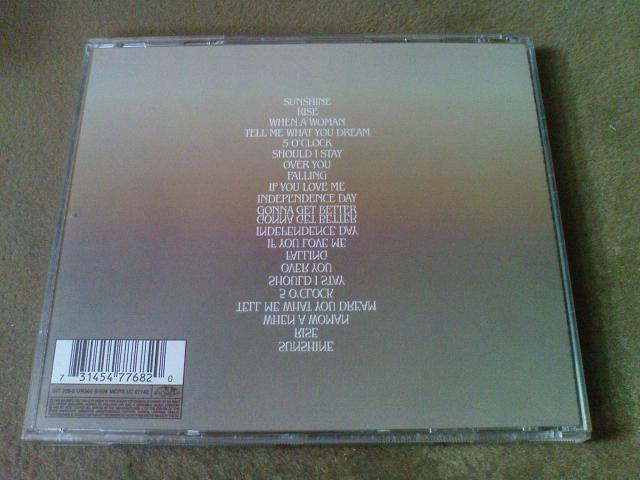 SUNSHINE
RISE
WHEN A WOMAN
TELL ME WHAT YOU DREAM
5 O'CLOCK
SHOULD I STAY
OVER YOU
FALLING
IF YOU LOVE ME
INDEPENDENCE DAY
GONNA GET BETTER
GONNA GET BETTER
INDEPENDENCE DAY
IF YOU LOVE ME
FALLING
OVER YOU
SHOULD I STAY
5 O'CLOCK
TELL ME WHAT YOU DREAM
WHEN A WOMAN
RISE
SUNSHINE
7 31454 77682 0